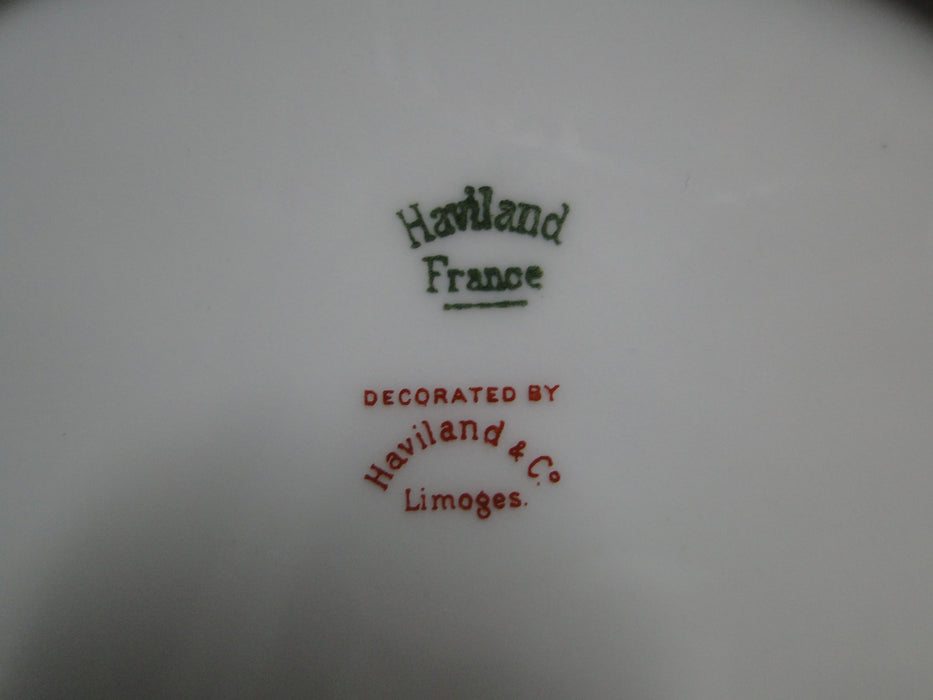 Haviland
France
DECORATED BY
Haviland & Co
Limoges.